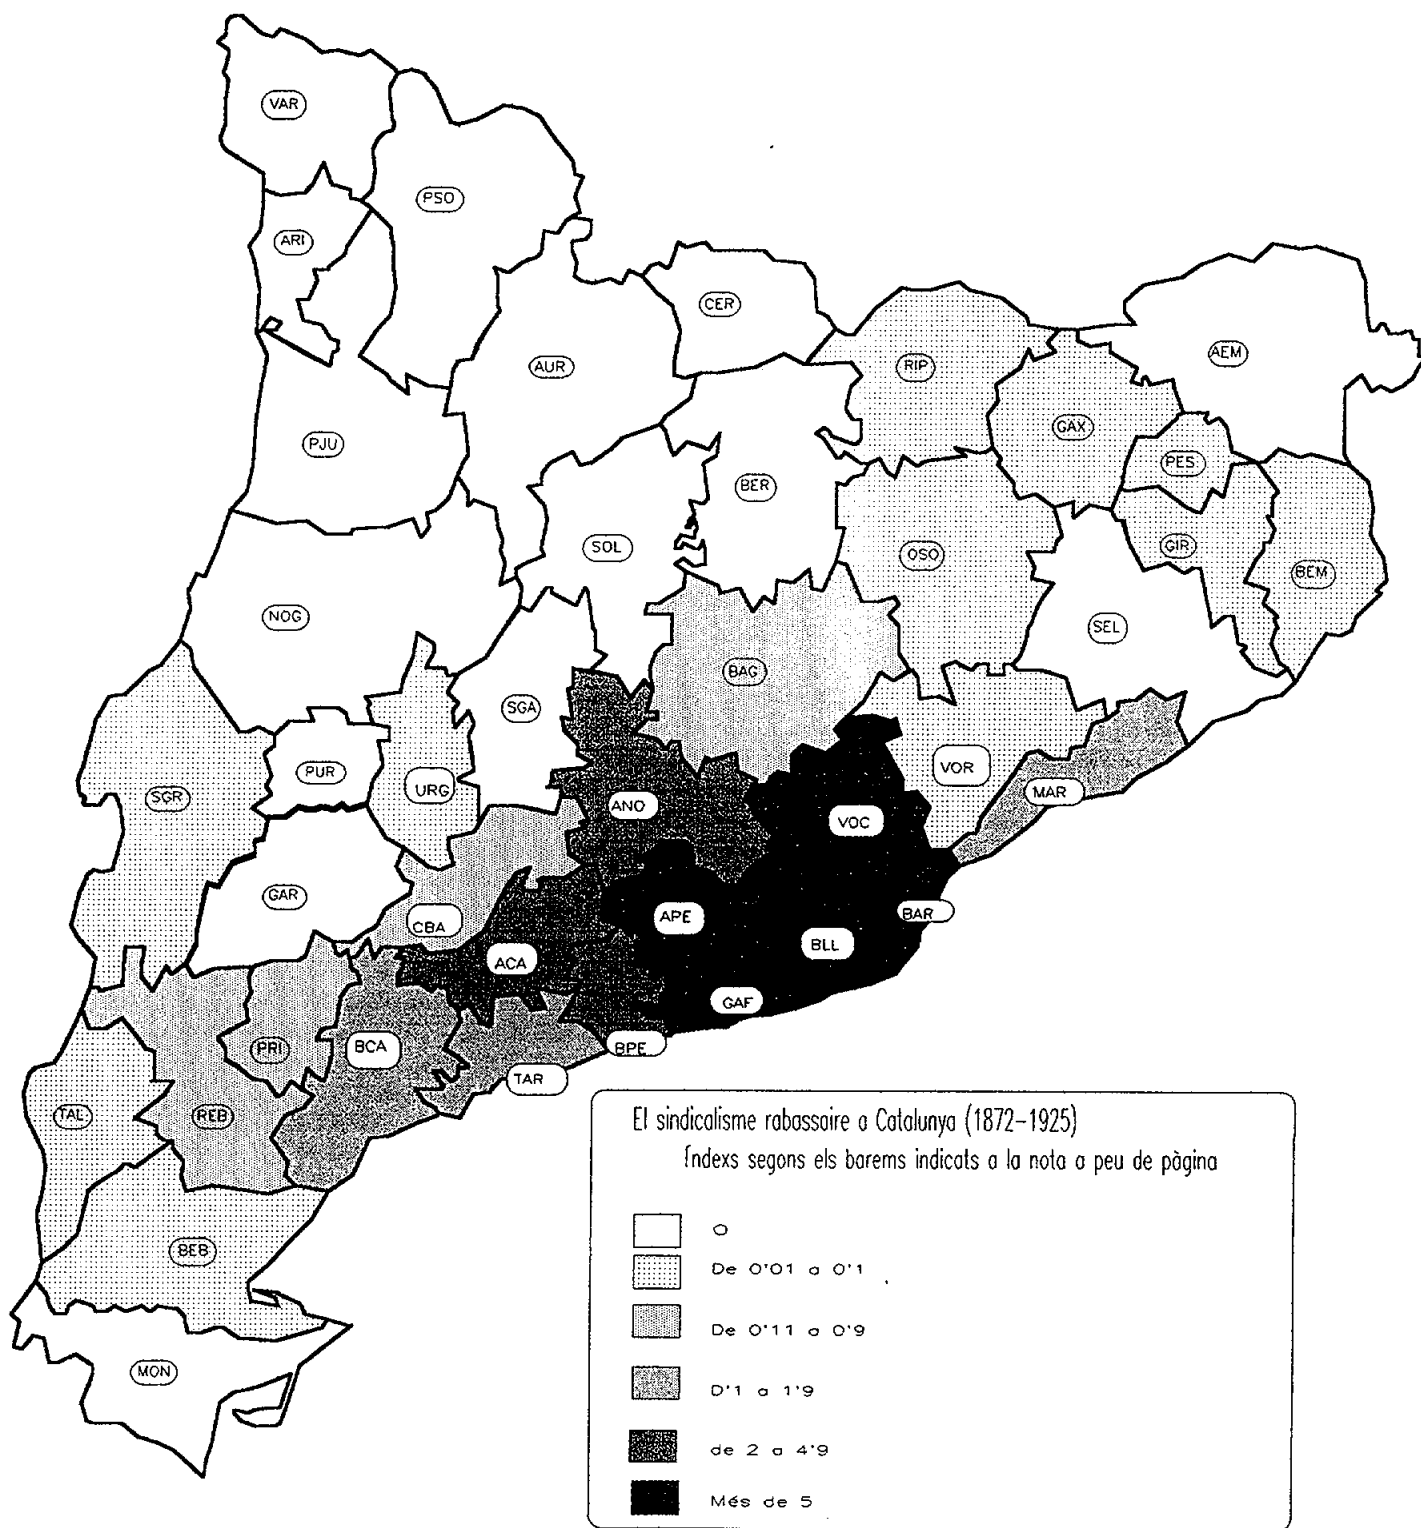 VAR
PSO
ARI
CER
AEM
RIP
AUR
GAX
PJU
PES
BER
SOL
OSO
GIR
BEM
NOG
SEL
BAG
SGA
PUR
URG
VOR
SGR
ANO
MAR
VOC
GAR
CBA
APE
BAR
BLL
ACA
GAF
PRI
BCA
BPE
TAR
TAL
REB
BEB
MON
El sindicalisme rabassaire a Catalunya (1872-1925)
Índexs segons els barems indicats a la nota a peu de pàgina
0
De 0'01 a 0'1
De 0'11 a 0'9
D'1 a 1'9
de 2 a 4'9
Més de 5